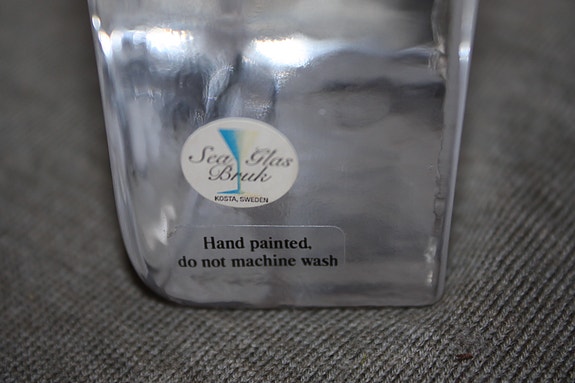 Sea Glas
Bruk
KOSTA, SWEDEN
Hand painted,
do not machine wash